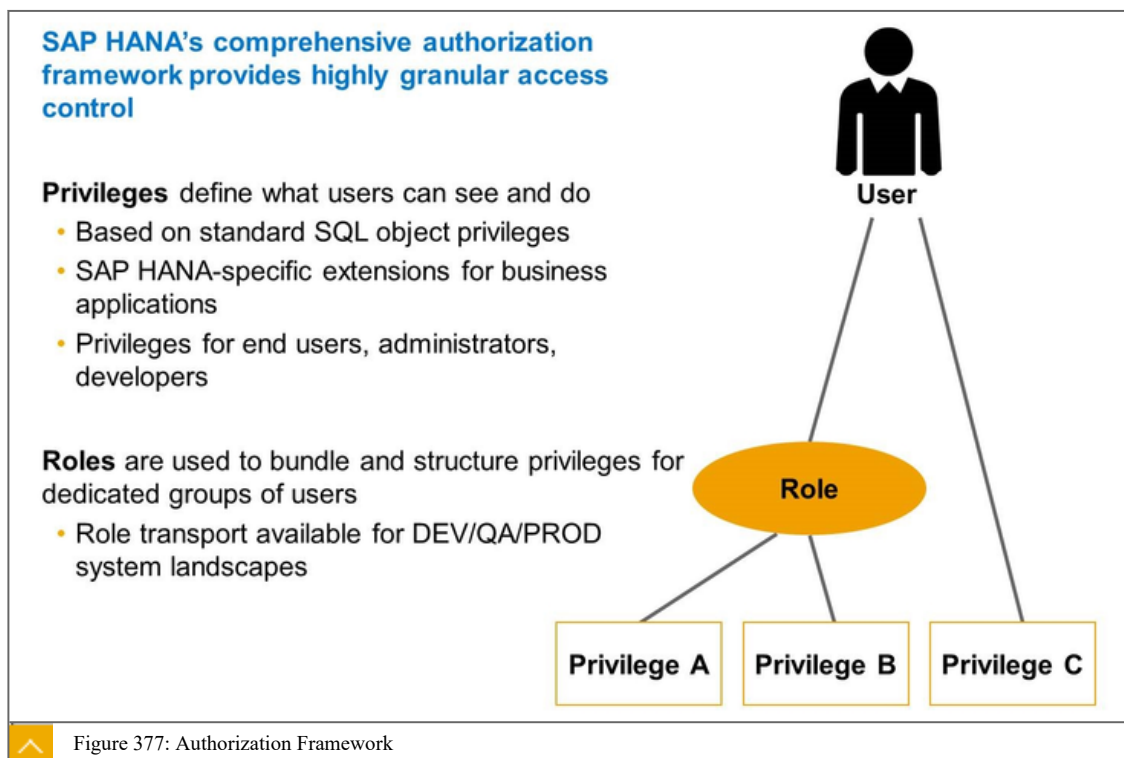 SAP HANA’s comprehensive authorization
framework provides highly granular access
control
Privileges define what users can see and do
• Based on standard SQL object privileges
• SAP HANA-specific extensions for business
applications
• Privileges for end users, administrators,
developers
Roles are used to bundle and structure privileges for
dedicated groups of users
• Role transport available for DEV/QA/PROD
system landscapes
User
Role
Privilege A
Privilege B
Privilege C
Figure 377: Authorization Framework